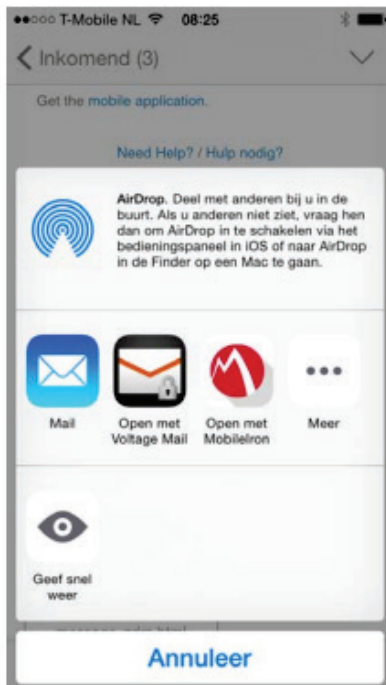 T-Mobile NL 08:25
Inkomend (3)
Get the mobile application.
Need Help? / Hulp nodig?
AirDrop. Deel met anderen bij u in de
buurt. Als u anderen niet ziet, vraag hen
dan om AirDrop in te schakelen via het
bedieningspaneel in iOS of naar AirDrop
in de Finder op een Mac te gaan.
Mail
Open met
Voltage Mail
Open met
MobileIron
Meer
Geef snel
weer
Annuleer